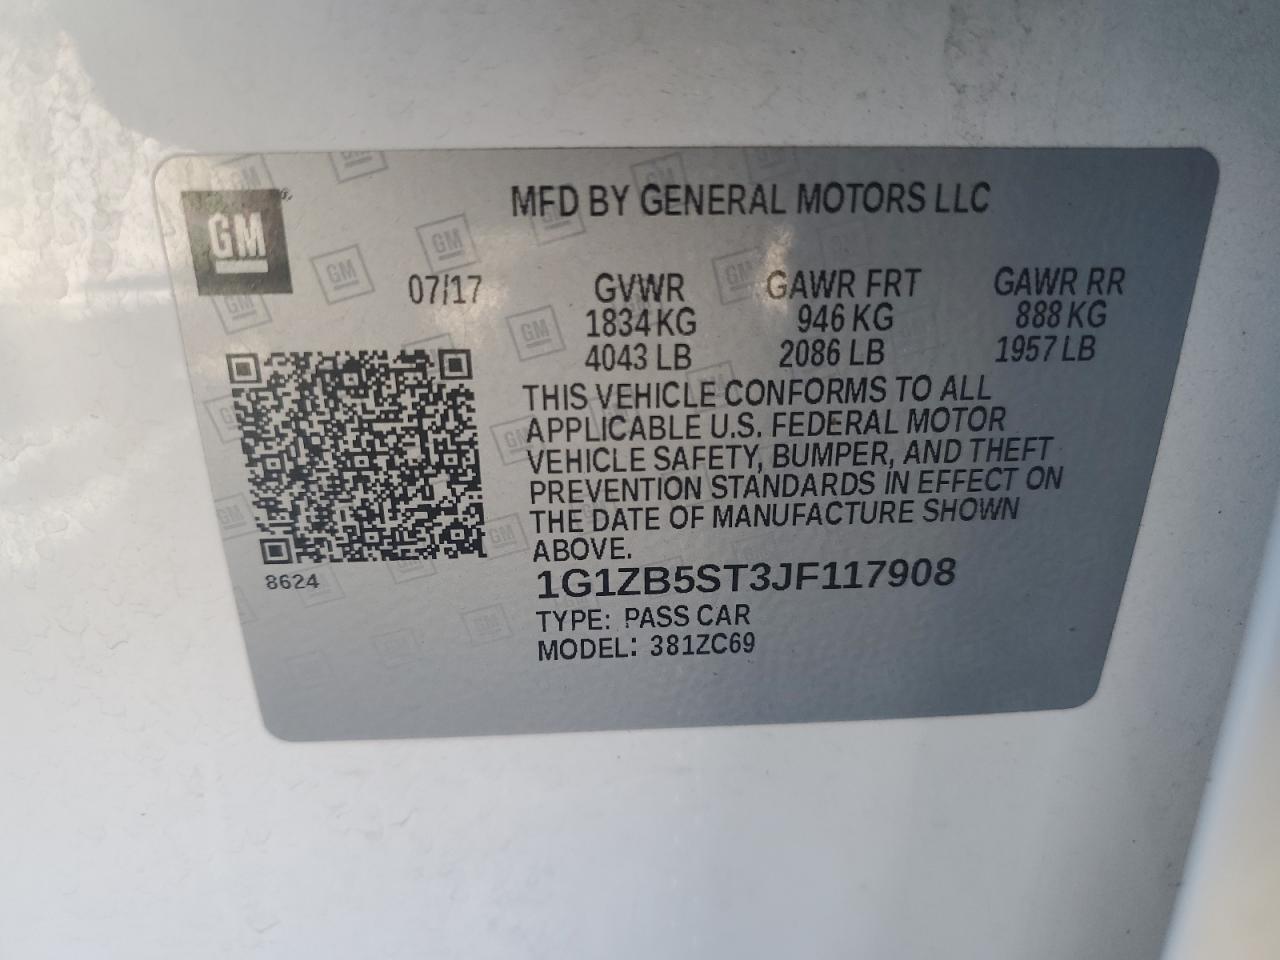 GM
MFD BY GENERAL MOTORS LLC
07/17 GVWR GAWR FRT GAWR RR
1834 KG 946 KG 888 KG
4043 LB 2086 LB 1957 LB
THIS VEHICLE CONFORMS TO ALL
APPLICABLE U.S. FEDERAL MOTOR
VEHICLE SAFETY, BUMPER, AND THEFT
PREVENTION STANDARDS IN EFFECT ON
THE DATE OF MANUFACTURE SHOWN
ABOVE.
8624
1G1ZB5ST3JF117908
TYPE: PASS CAR
MODEL: 381ZC69